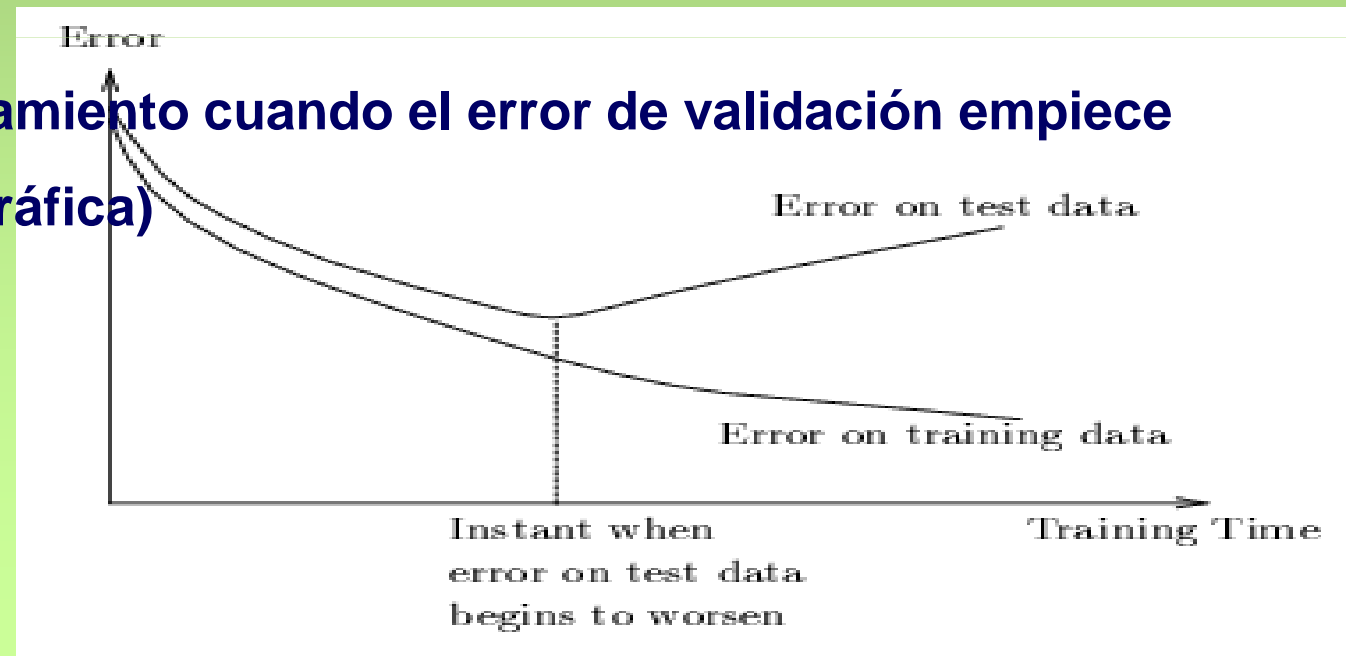 Error
amiento cuando el error de validación empiece
ráfica)
Error on test data
Error on training data
Instant when
error on test data
begins to worsen
Training Time